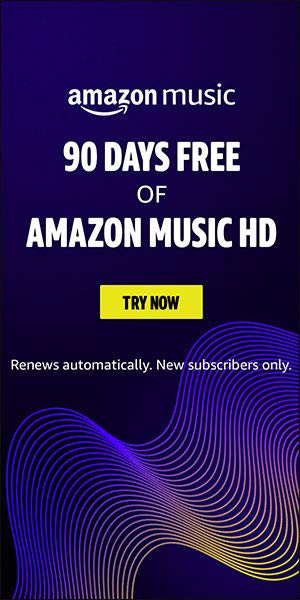 amazon music
90 DAYS FREE
OF
AMAZON MUSIC HD
TRY NOW
Renews automatically. New subscribers only.